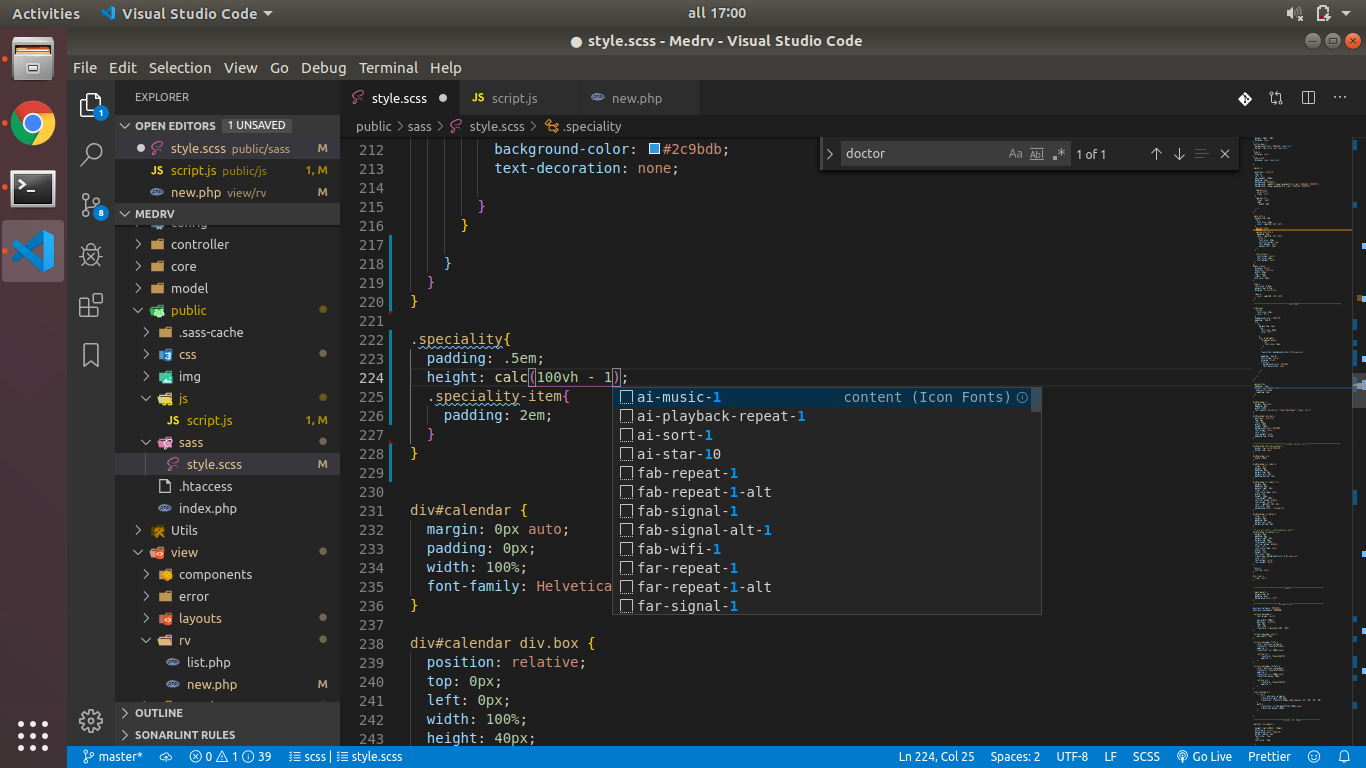 Activities Visual Studio Code all 17:00
● style.scss - Medrv - Visual Studio Code
File Edit Selection View Go Debug Terminal Help
EXPLORER
OPEN EDITORS 1 UNSAVED
style.scss public/sass M
script.js public/js 1, M
new.php view/rv M
MEDRV
config
controller
core
model
public
.sass-cache
css
img
js
script.js 1, M
sass
style.scss M
.htaccess
index.php
Utils
view
components
error
layouts
rv
list.php
new.php M
OUTLINE
SONARLINT RULES
style.scss ● JS script.js new.php
public > sass > style.scss > .speciality
doctor Aa Abl .* 1 of 1
212 background-color: #2c9bdb;
213 text-decoration: none;
214
215 }
216 }
217
218 }
219 }
220 }
221
222 .speciality{
223 padding: .5em;
224 height: calc(100vh - 1);
225 .speciality-item{
226 padding: 2em;
227 }
228 }
229
230
231 div#calendar {
232 margin: 0px auto;
233 padding: 0px;
234 width: 100%;
235 font-family: Helvetica
236 }
237
238 div#calendar div.box {
239 position: relative;
240 top: 0px;
241 left: 0px;
242 width: 100%;
243 height: 40px;
ai-music-1 content (Icon Fonts)
ai-playback-repeat-1
ai-sort-1
ai-star-10
fab-repeat-1
fab-repeat-1-alt
fab-signal-1
fab-signal-alt-1
fab-wifi-1
far-repeat-1
far-repeat-1-alt
far-signal-1
1
8
master* 0 1 39 scss | style.scss Ln 224, Col 25 Spaces: 2 UTF-8 LF SCSS Go Live Prettier